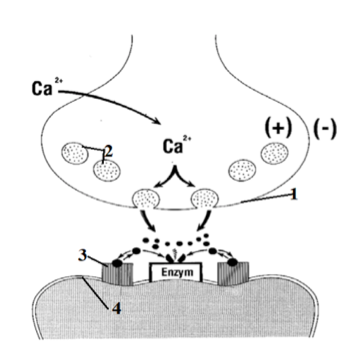 Ca²⁺
Ca²⁺
(+) (-)
2
1
3
Enzym
4